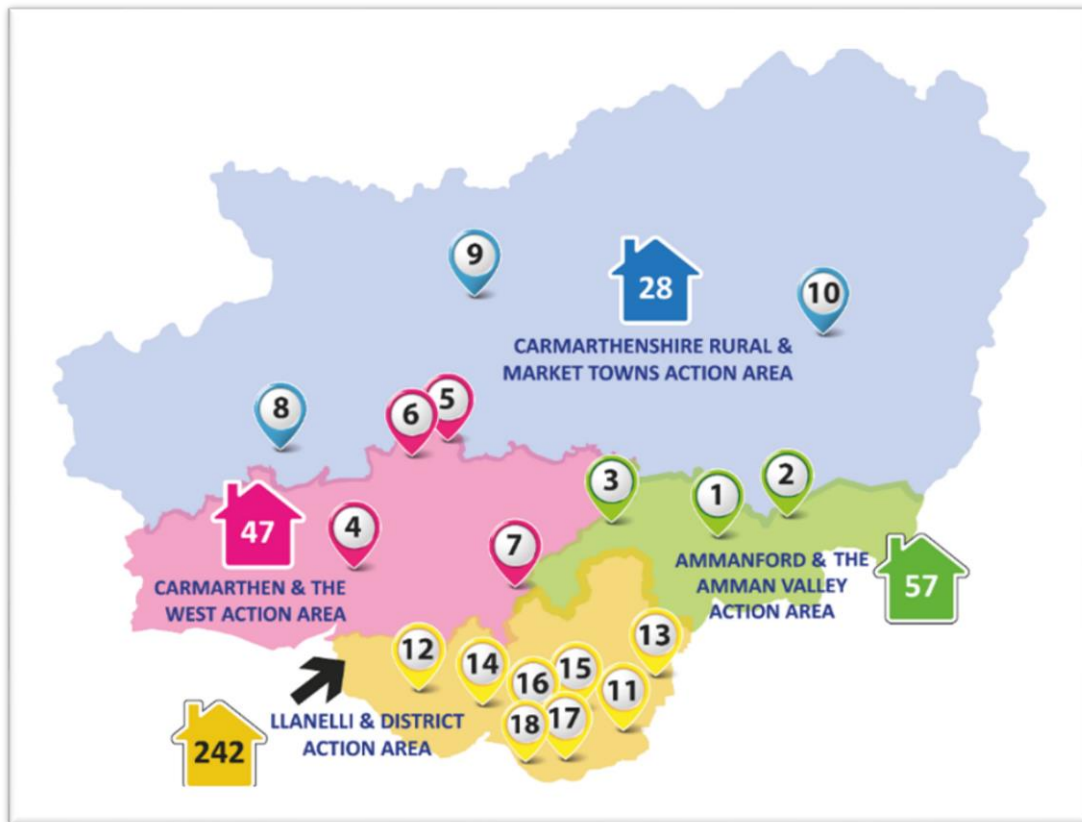 9
28
10
CARMARTHENSHIRE RURAL &
MARKET TOWNS ACTION AREA
8
6
5
3
1
2
47
4
7
CARMARTHEN & THE
WEST ACTION AREA
AMMANFORD & THE
AMMAN VALLEY
ACTION AREA
57
12
14
16
15
13
11
18
17
LLANELLI & DISTRICT
ACTION AREA
242